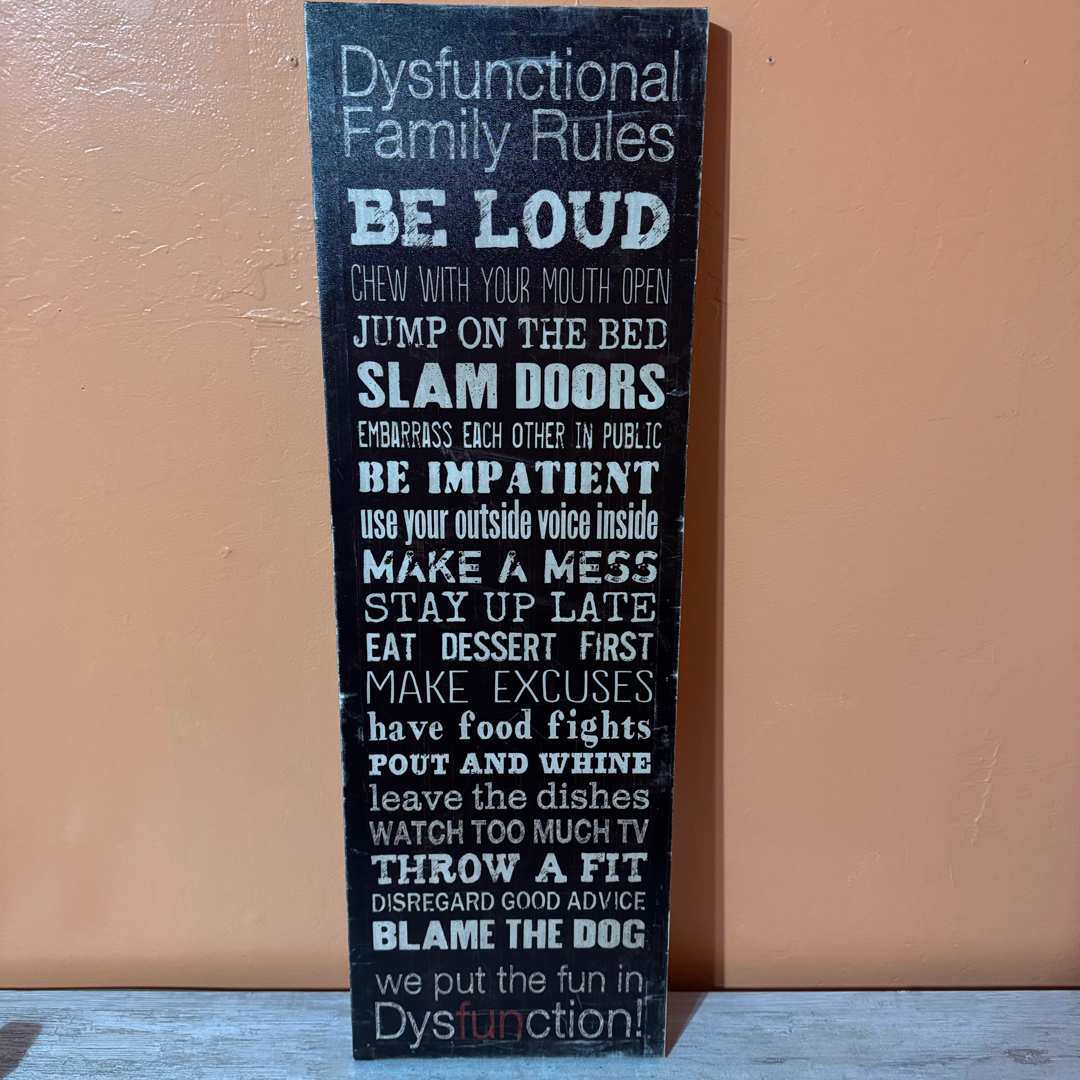 Dysfunctional
Family Rules
BE LOUD
CHEW WITH YOUR MOUTH OPEN
JUMP ON THE BED
SLAM DOORS
EMBARRASS EACH OTHER IN PUBLIC
BE IMPATIENT
use your outside voice inside
MAKE A MESS
STAY UP LATE
EAT DESSERT FIRST
MAKE EXCUSES
have food fights
POUT AND WHINE
leave the dishes
WATCH TOO MUCH TV
THROW A FIT
DISREGARD GOOD ADVICE
BLAME THE DOG
we put the fun in
Dysfunction!